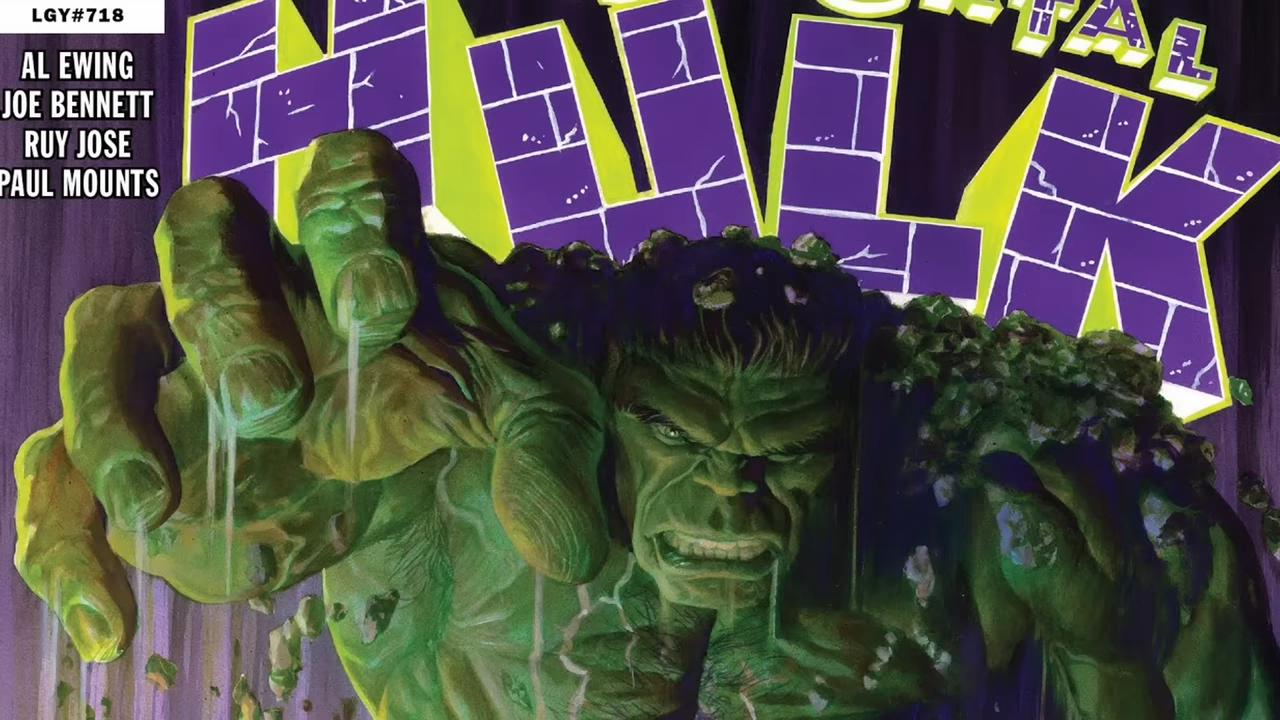 LGY#718
AL EWING
JOE BENNETT
RUY JOSE
PAUL MOUNTS
HULK